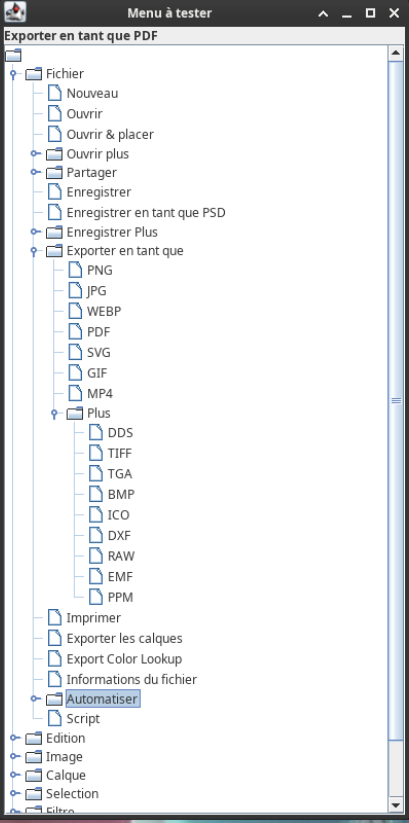 Menu à tester
Exporter en tant que PDF
Fichier
Nouveau
Ouvrir
Ouvrir & placer
Ouvrir plus
Partager
Enregistrer
Enregistrer en tant que PSD
Enregistrer Plus
Exporter en tant que
PNG
JPG
WEBP
PDF
SVG
GIF
MP4
Plus
DDS
TIFF
TGA
BMP
ICO
DXF
RAW
EMF
PPM
Imprimer
Exporter les calques
Export Color Lookup
Informations du fichier
Automatiser
Script
Edition
Image
Calque
Selection
Filtre